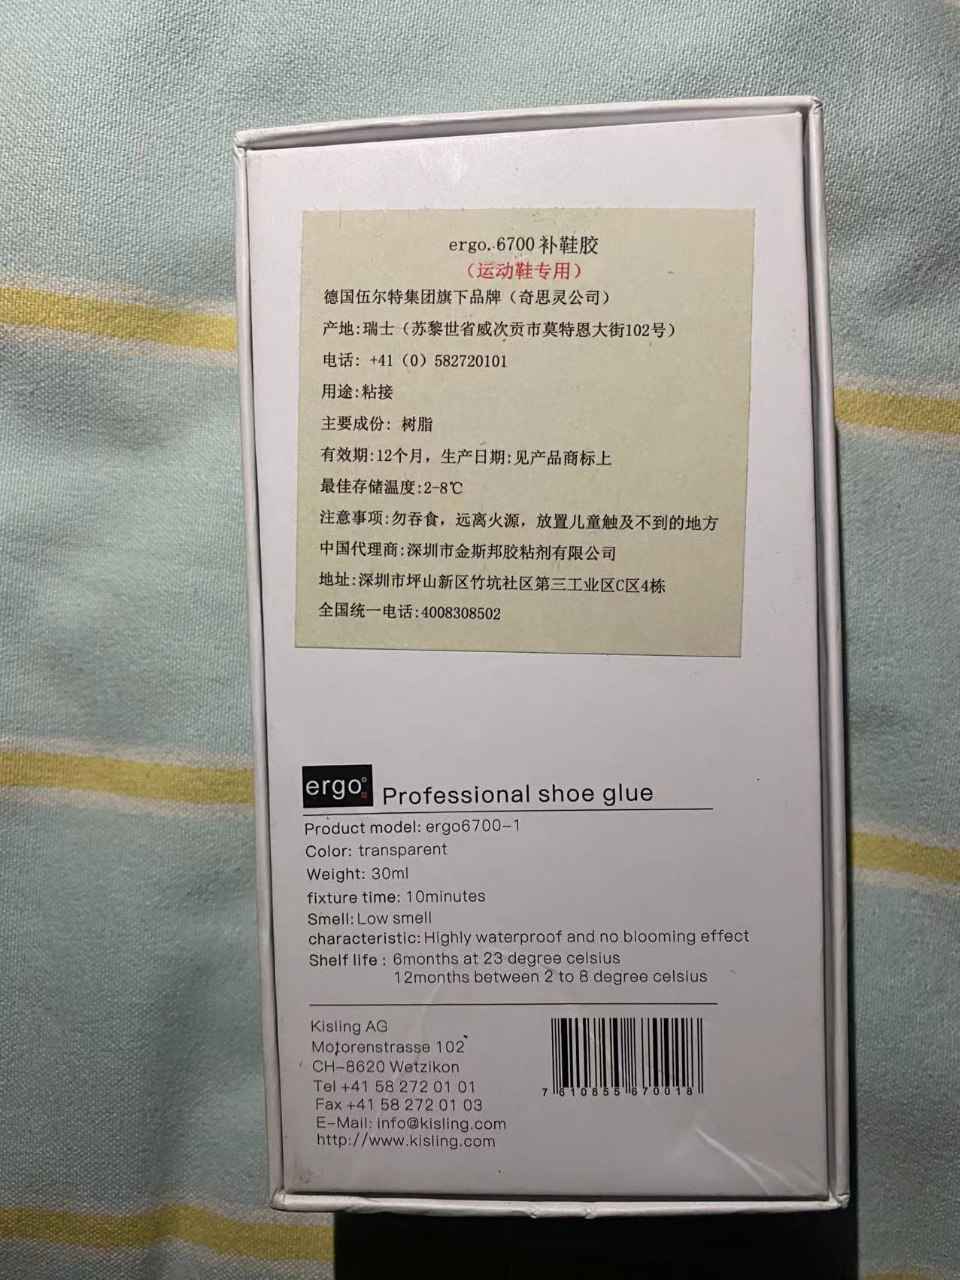 ergo. 6700 补鞋胶
（运动鞋专用）
德国伍尔特集团旗下品牌（奇思灵公司）
产地:瑞士（苏黎世省威次贡市莫特恩大街102号）
电话: +41（0）582720101
用途:粘接
主要成份: 树脂
有效期:12个月，生产日期:见产品商标上
最佳存储温度:2-8℃
注意事项:勿吞食，远离火源，放置儿童触及不到的地方
中国代理商:深圳市金斯邦胶粘剂有限公司
地址:深圳市坪山新区竹坑社区第三工业区C区4栋
全国统一电话:4008308502
ergo Professional shoe glue
Product model: ergo6700-1
Color: transparent
Weight: 30ml
fixture time: 10minutes
Smell: Low smell
characteristic: Highly waterproof and no blooming effect
Shelf life : 6months at 23 degree celsius
12months between 2 to 8 degree celsius
Kisling AG
Motorenstrasse 102
CH-8620 Wetzikon
Tel +41 58 272 01 01
Fax +41 58 272 01 03
E-Mail: info@kisling.com
http://www.kisling.com
7 610855 670018